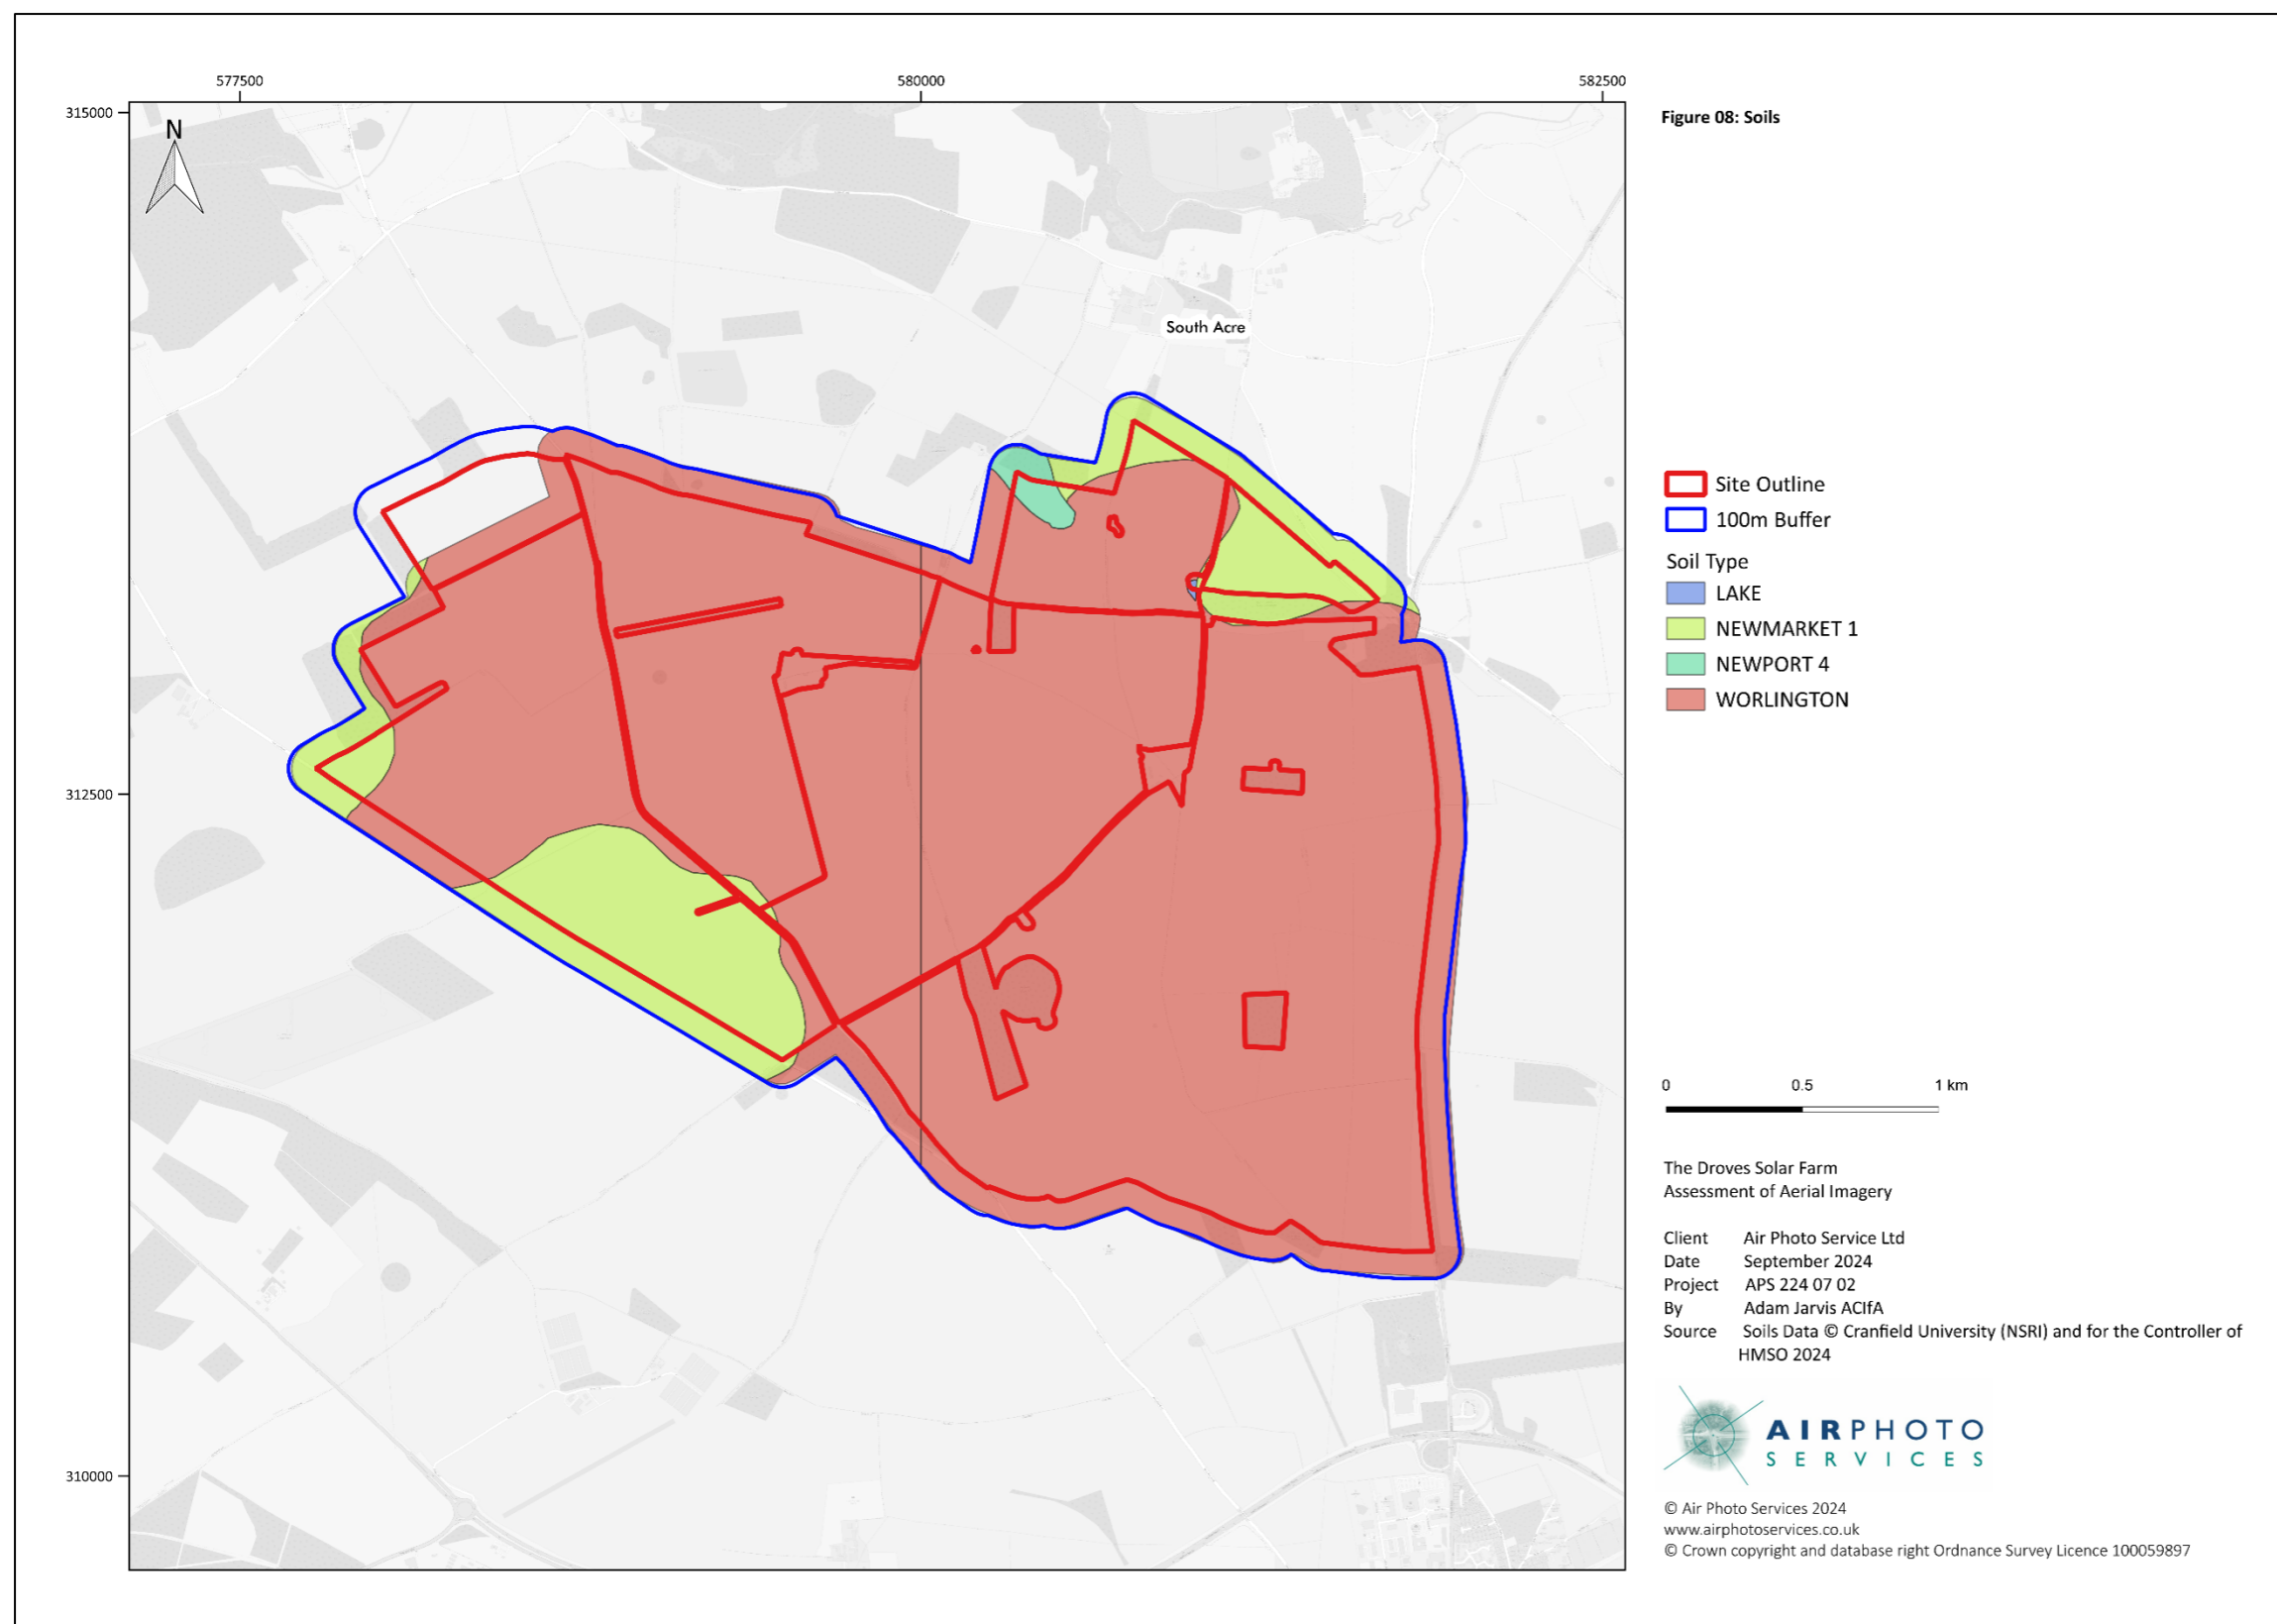 577500
580000
582500
315000
N
Figure 08: Soils
South Acre
Site Outline
100m Buffer
Soil Type
LAKE
NEWMARKET 1
NEWPORT 4
WORLINGTON
312500
0 0.5 1 km
The Droves Solar Farm
Assessment of Aerial Imagery
Client Air Photo Service Ltd
Date September 2024
Project APS 224 07 02
By Adam Jarvis ACIfA
Source Soils Data © Cranfield University (NSRI) and for the Controller of
HMSO 2024
310000
AIRPHOTO
SERVICES
© Air Photo Services 2024
www.airphotoservices.co.uk
© Crown copyright and database right Ordnance Survey Licence 100059897